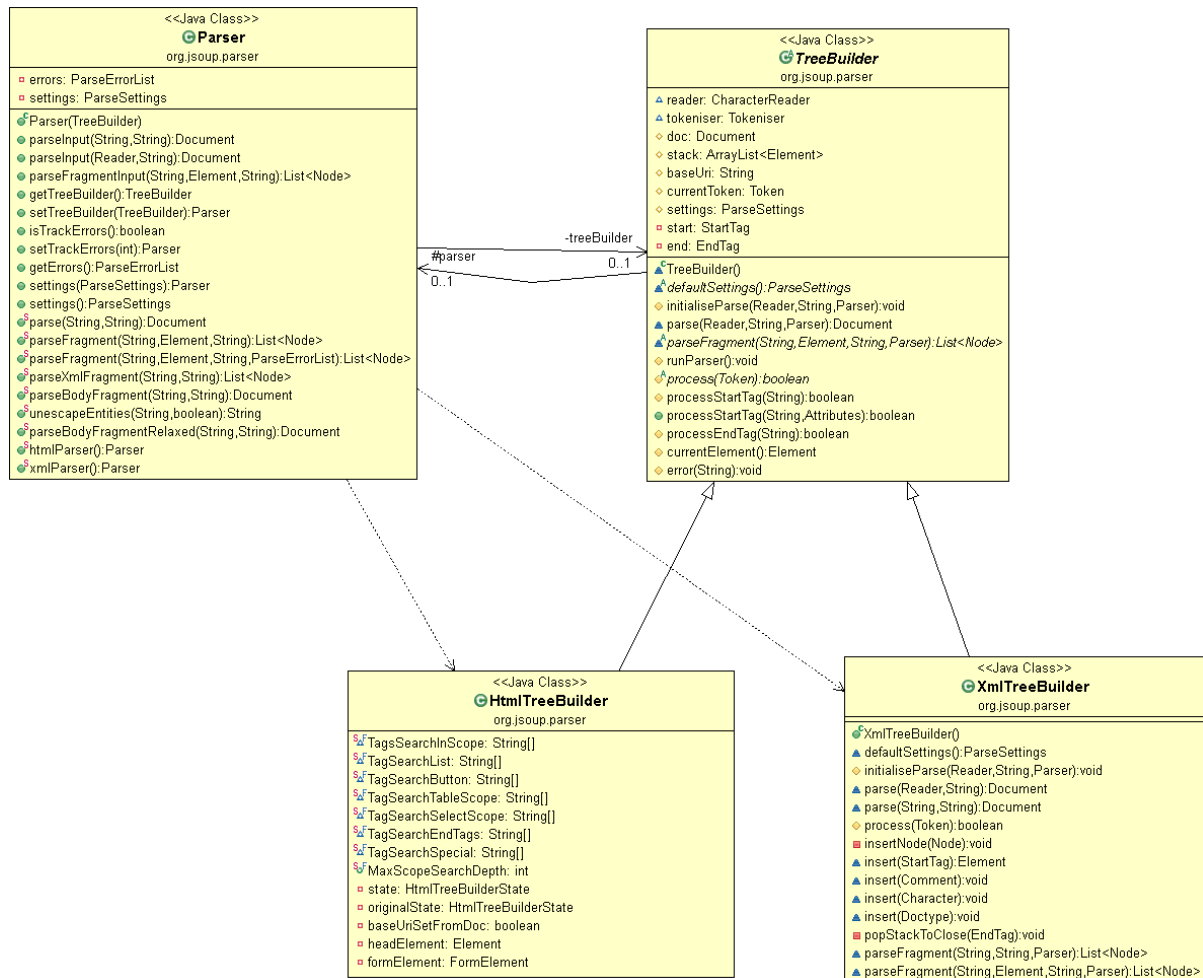 <<Java Class>>
Parser
org.jsoup.parser
errors: ParseErrorList
settings: ParseSettings
Parser(TreeBuilder)
parseInput(String,String):Document
parseInput(Reader,String):Document
parseFragmentInput(String,Element,String):List<Node>
getTreeBuilder():TreeBuilder
setTreeBuilder(TreeBuilder):Parser
isTrackErrors():boolean
setTrackErrors(int):Parser
getErrors():ParseErrorList
settings(ParseSettings):Parser
settings():ParseSettings
parse(String,String):Document
parseFragment(String,Element,String):List<Node>
parseFragment(String,Element,String,ParseErrorList):List<Node>
parseXmlFragment(String,String):List<Node>
parseBodyFragment(String,String):Document
unescapeEntities(String,boolean):String
parseBodyFragmentRelaxed(String,String):Document
htmlParser():Parser
xmlParser():Parser
-treeBuilder
0..1
#parser
0..1
<<Java Class>>
TreeBuilder
org.jsoup.parser
reader: CharacterReader
tokeniser: Tokeniser
doc: Document
stack: ArrayList<Element>
baseUri: String
currentToken: Token
settings: ParseSettings
start: StartTag
end: EndTag
TreeBuilder()
defaultSettings():ParseSettings
initialiseParse(Reader,String,Parser):void
parse(Reader,String,Parser):Document
parseFragment(String,Element,String,Parser):List<Node>
runParser():void
process(Token):boolean
processStartTag(String):boolean
processStartTag(String,Attributes):boolean
processEndTag(String):boolean
currentElement():Element
error(String):void
<<Java Class>>
HtmlTreeBuilder
org.jsoup.parser
TagsSearchInScope: String[]
TagSearchList: String[]
TagSearchButton: String[]
TagSearchTableScope: String[]
TagSearchSelectScope: String[]
TagSearchEndTags: String[]
TagSearchSpecial: String[]
MaxScopeSearchDepth: int
state: HtmlTreeBuilderState
originalState: HtmlTreeBuilderState
baseUriSetFromDoc: boolean
headElement: Element
formElement: FormElement
<<Java Class>>
XmlTreeBuilder
org.jsoup.parser
XmlTreeBuilder()
defaultSettings():ParseSettings
initialiseParse(Reader,String,Parser):void
parse(Reader,String):Document
parse(String,String):Document
process(Token):boolean
insertNode(Node):void
insert(StartTag):Element
insert(Comment):void
insert(Character):void
insert(Doctype):void
popStackToClose(EndTag):void
parseFragment(String,String,Parser):List<Node>
parseFragment(String,Element,String,Parser):List<Node>